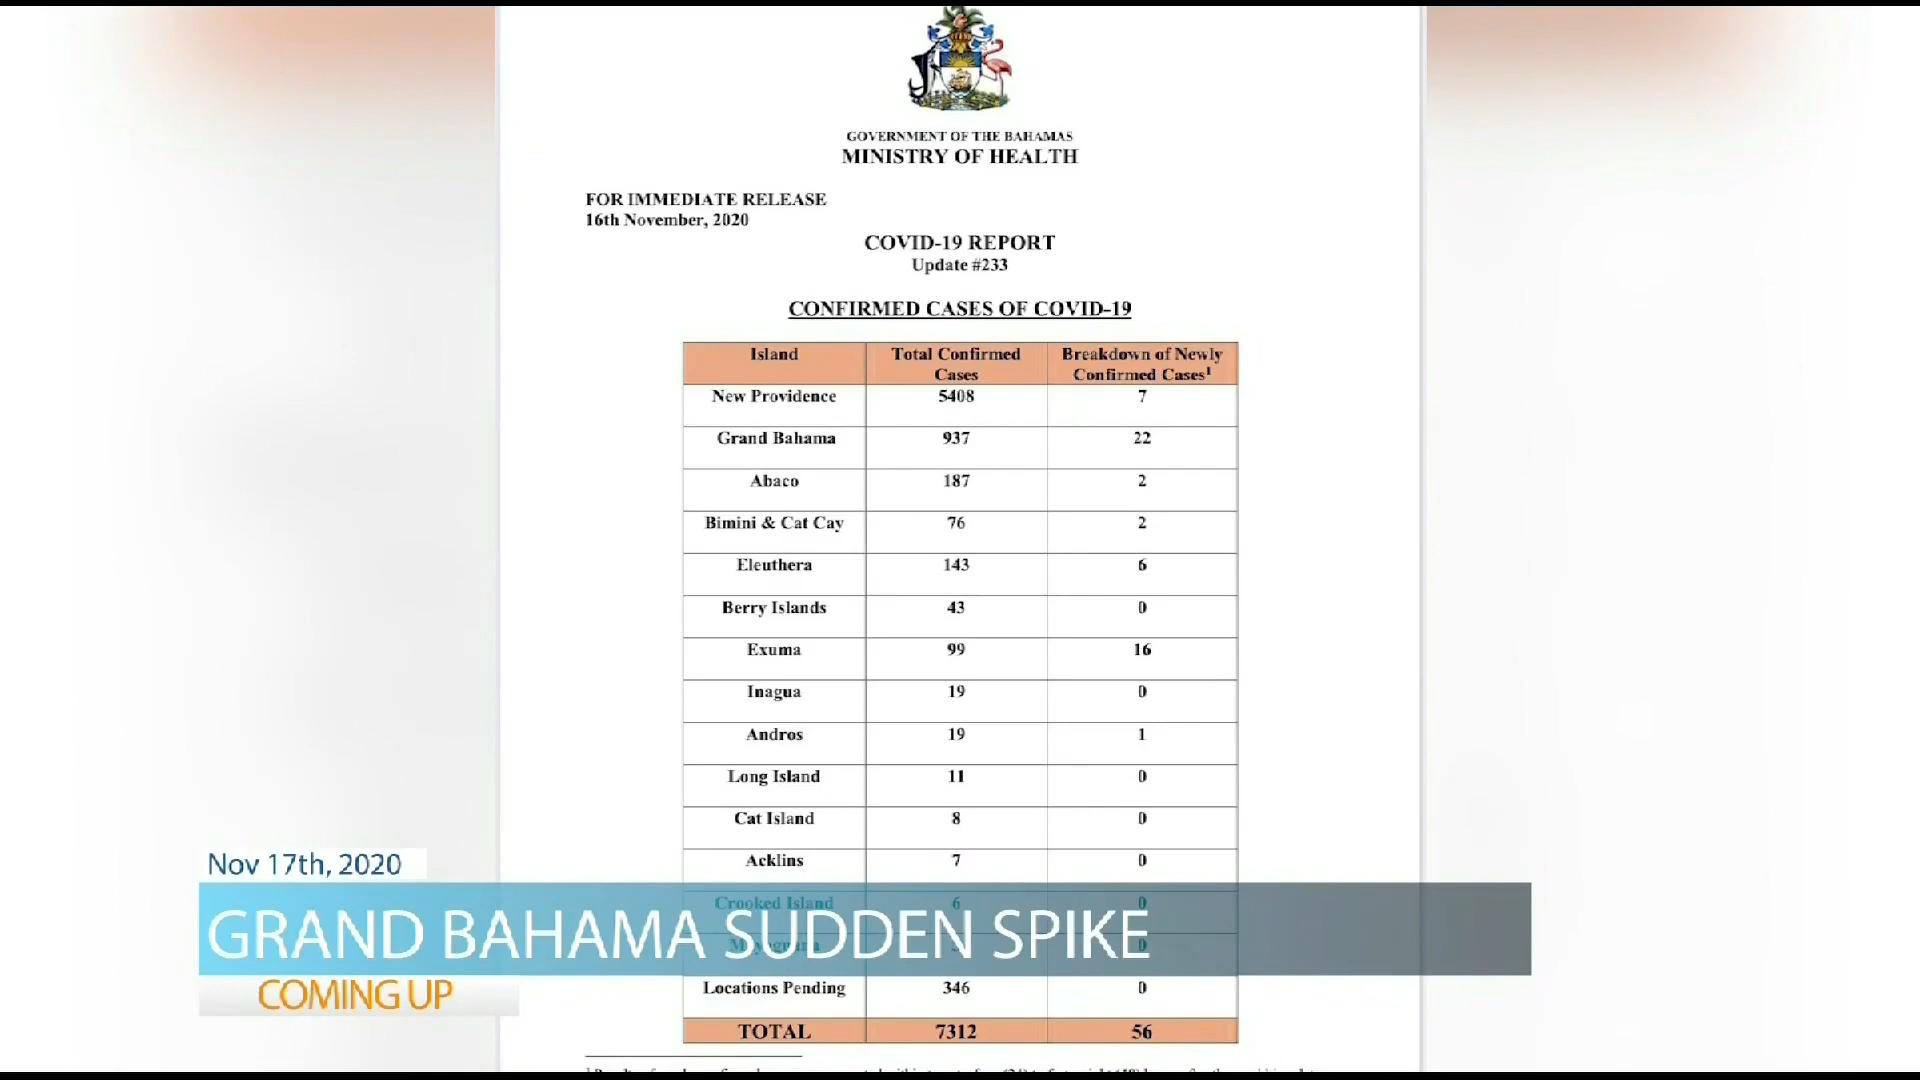 GOVERNMENT OF THE BAHAMAS
MINISTRY OF HEALTH
FOR IMMEDIATE RELEASE
16th November, 2020
COVID-19 REPORT
Update #233
CONFIRMED CASES OF COVID-19
Island Total Confirmed Cases Breakdown of Newly Confirmed Cases¹
New Providence 5408 7
Grand Bahama 937 22
Abaco 187 2
Bimini & Cat Cay 76 2
Eleuthera 143 6
Berry Islands 43 0
Exuma 99 16
Inagua 19 0
Andros 19 1
Long Island 11 0
Cat Island 8 0
Acklins 7 0
Crooked Island 6 0
0
Locations Pending 346 0
TOTAL 7312 56
Nov 17th, 2020
GRAND BAHAMA SUDDEN SPIKE
COMING UP